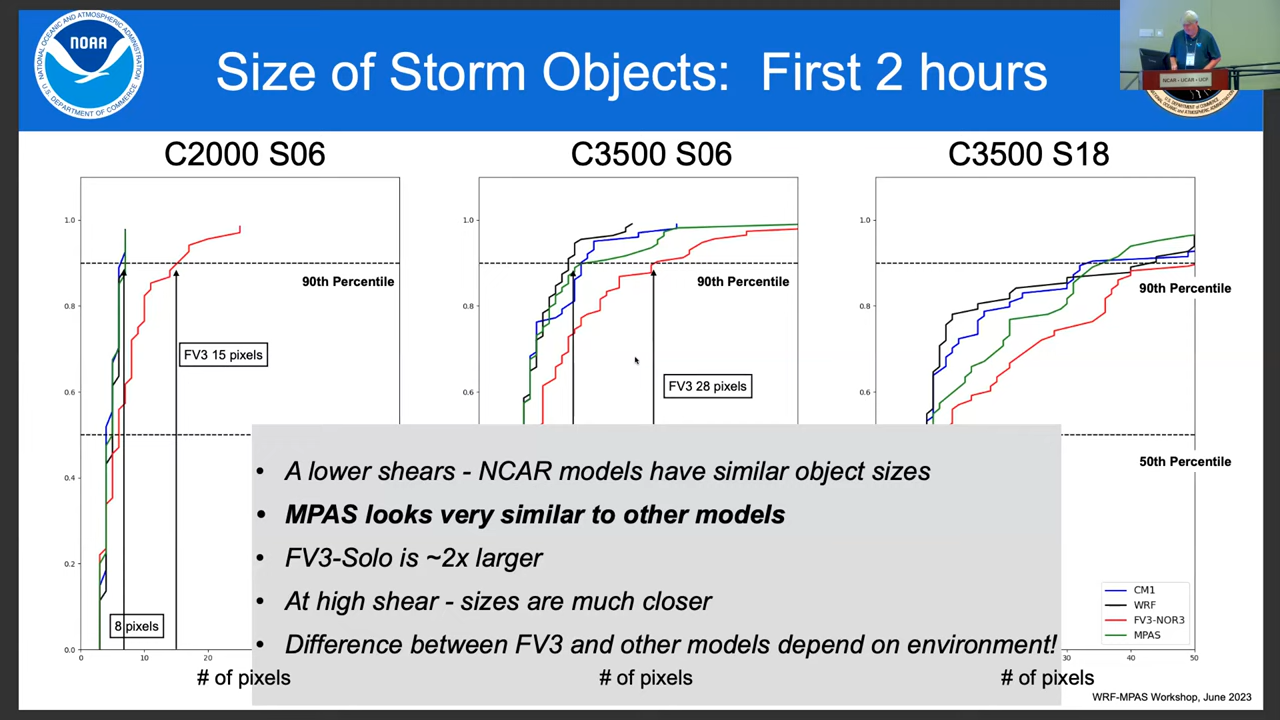 NOAA
NATIONAL OCEANIC AND ATMOSPHERIC ADMINISTRATION
U.S. DEPARTMENT OF COMMERCE
Size of Storm Objects: First 2 hours
NCAR • UCAR • UCP
C2000 S06
C3500 S06
C3500 S18
1.0
0.8
0.6
0.4
0.2
0.0
0
10
20
90th Percentile
FV3 15 pixels
8 pixels
# of pixels
1.0
0.8
0.6
90th Percentile
FV3 28 pixels
# of pixels
1.0
0.8
0.6
90th Percentile
50th Percentile
CM1
WRF
FV3-NOR3
MPAS
30
40
50
# of pixels
• A lower shears - NCAR models have similar object sizes
• MPAS looks very similar to other models
• FV3-Solo is ~2x larger
• At high shear - sizes are much closer
• Difference between FV3 and other models depend on environment!
WRF-MPAS Workshop, June 2023